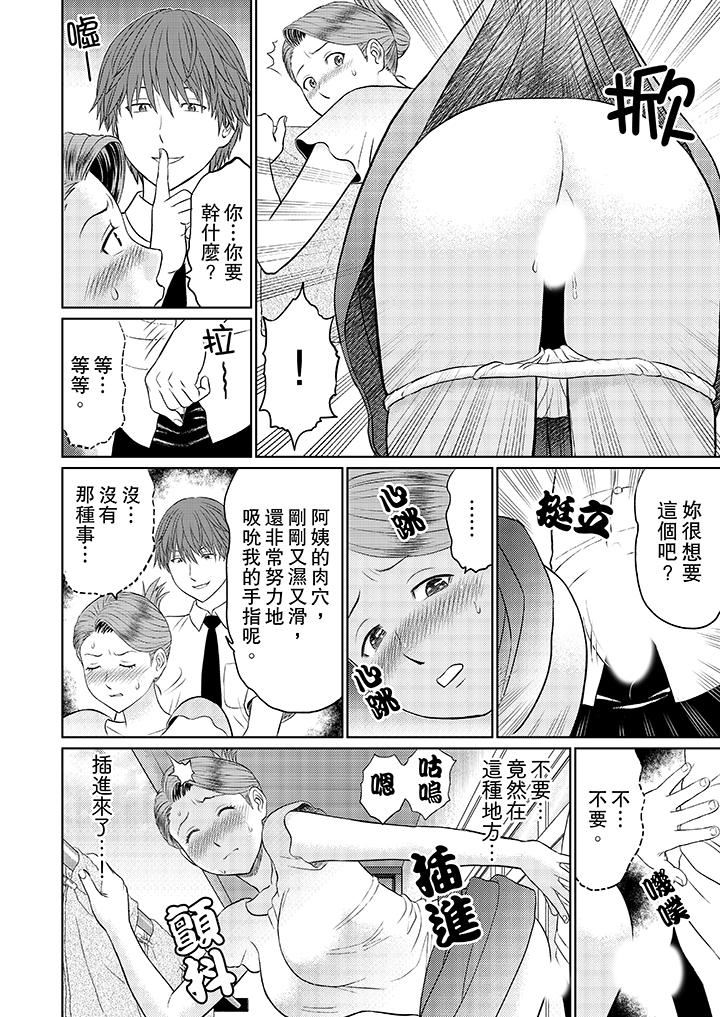 掀
！
噓—
你…你要
幹什麼？
拉—
等…
等等。
妳很想要
這個吧？
挺立
……
心跳
心跳
阿姨的肉穴，
剛剛又濕又滑，
還非常努力地
吸吮我的手指呢。
沒…
沒有
那種事…
不…
不要。
嘰噗
不要…
竟然在
這種地方…
咕嗚
嗯
插進
插進來了…！
顫抖